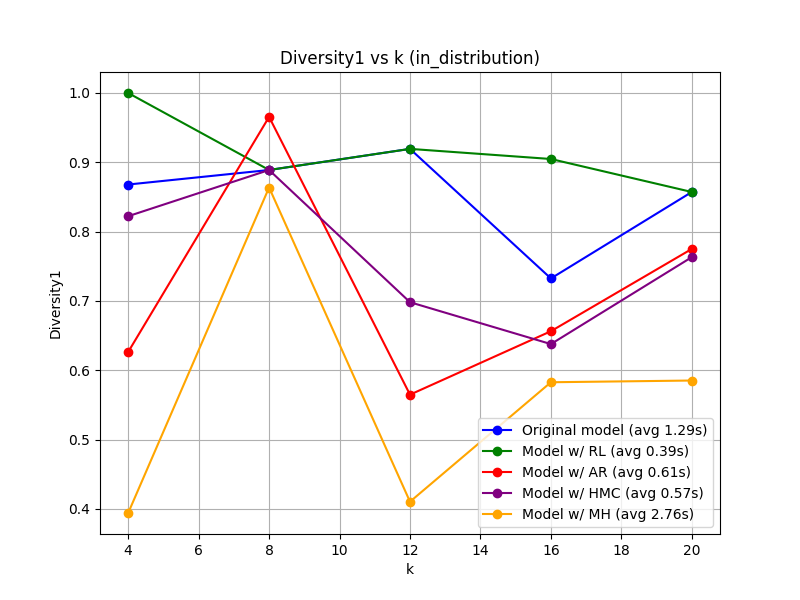 Diversity1 vs k (in_distribution)
Diversity1
1.0
0.9
0.8
0.7
0.6
0.5
0.4
Original model (avg 1.29s)
Model w/ RL (avg 0.39s)
Model w/ AR (avg 0.61s)
Model w/ HMC (avg 0.57s)
Model w/ MH (avg 2.76s)
4 6 8 10 12 14 16 18 20
k